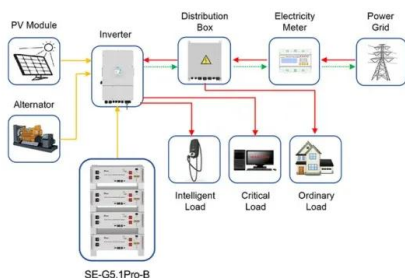 PV Module
Inverter
Distribution
Box
Electricity
Meter
Power
Grid
Alternator
Intelligent
Load
Critical
Load
Ordinary
Load
SE-G5.1Pro-B